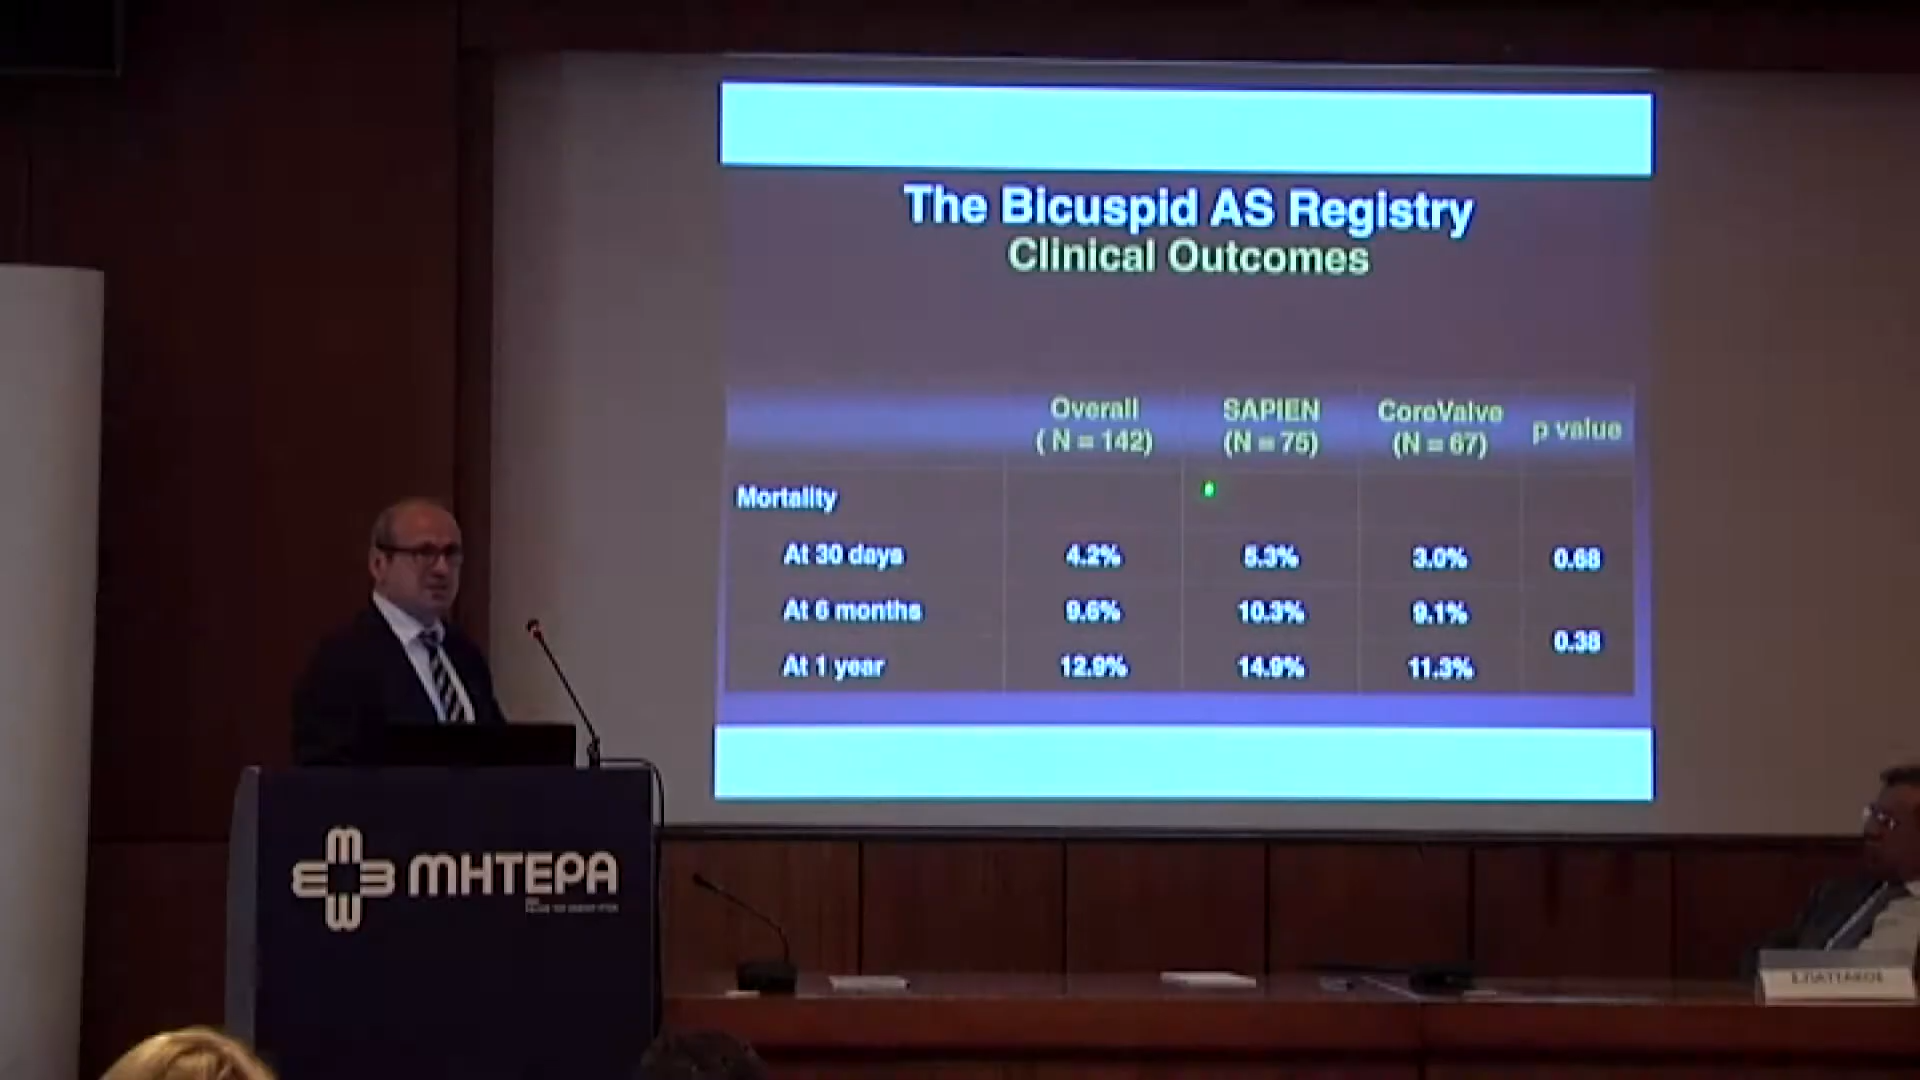 The Bicuspid AS Registry
Clinical Outcomes
Overall SAPIEN CoreValve p value
( N = 142) (N = 75) (N = 67)
Mortality
At 30 days 4.2% 5.3% 3.0% 0.68
At 6 months 9.6% 10.3% 9.1%
0.38
At 1 year 12.9% 14.9% 11.3%
ΜΗΤΕΡΑ